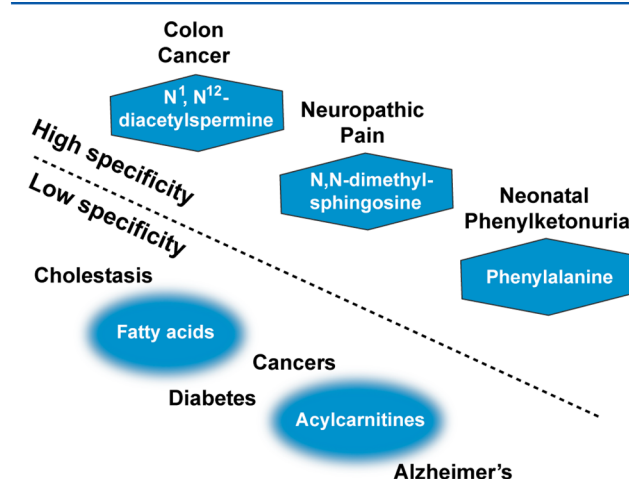 Colon
Cancer
N¹, N¹²-
diacetylspermine
Neuropathic
Pain
N,N-dimethyl-
sphingosine
Neonatal
Phenylketonuria
Phenylalanine
High specificity
Low specificity
Cholestasis
Fatty acids
Cancers
Diabetes
Acylcarnitines
Alzheimer's